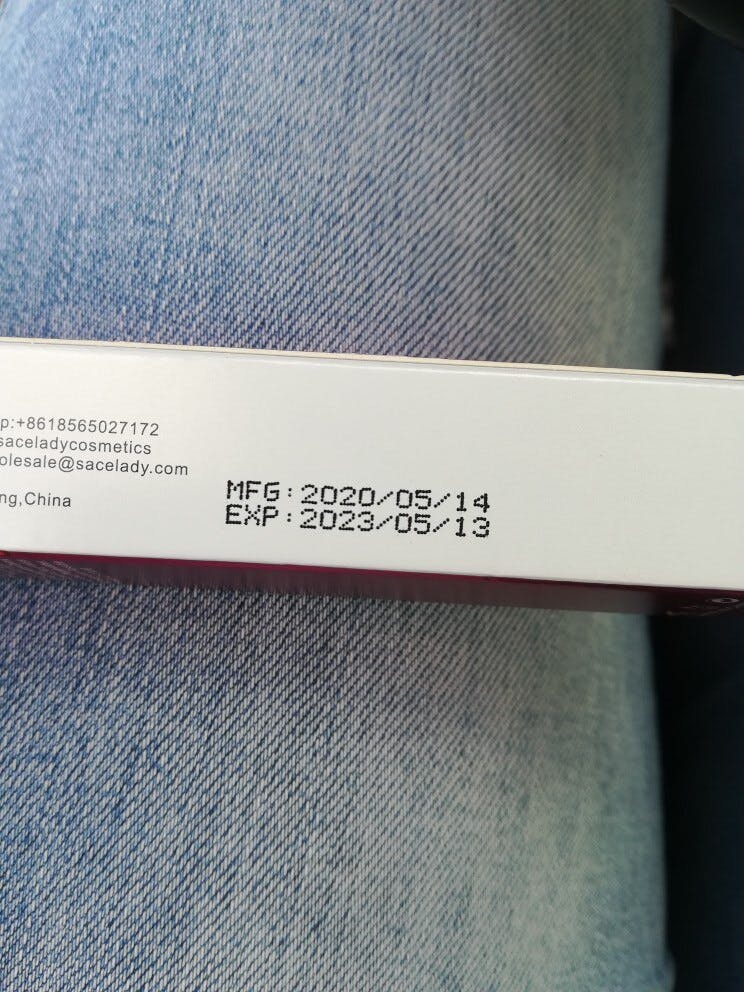 p:+8618565027172
saceladycosmetics
olesale@sacelady.com
ng,China
MFG:2020/05/14
EXP:2023/05/13